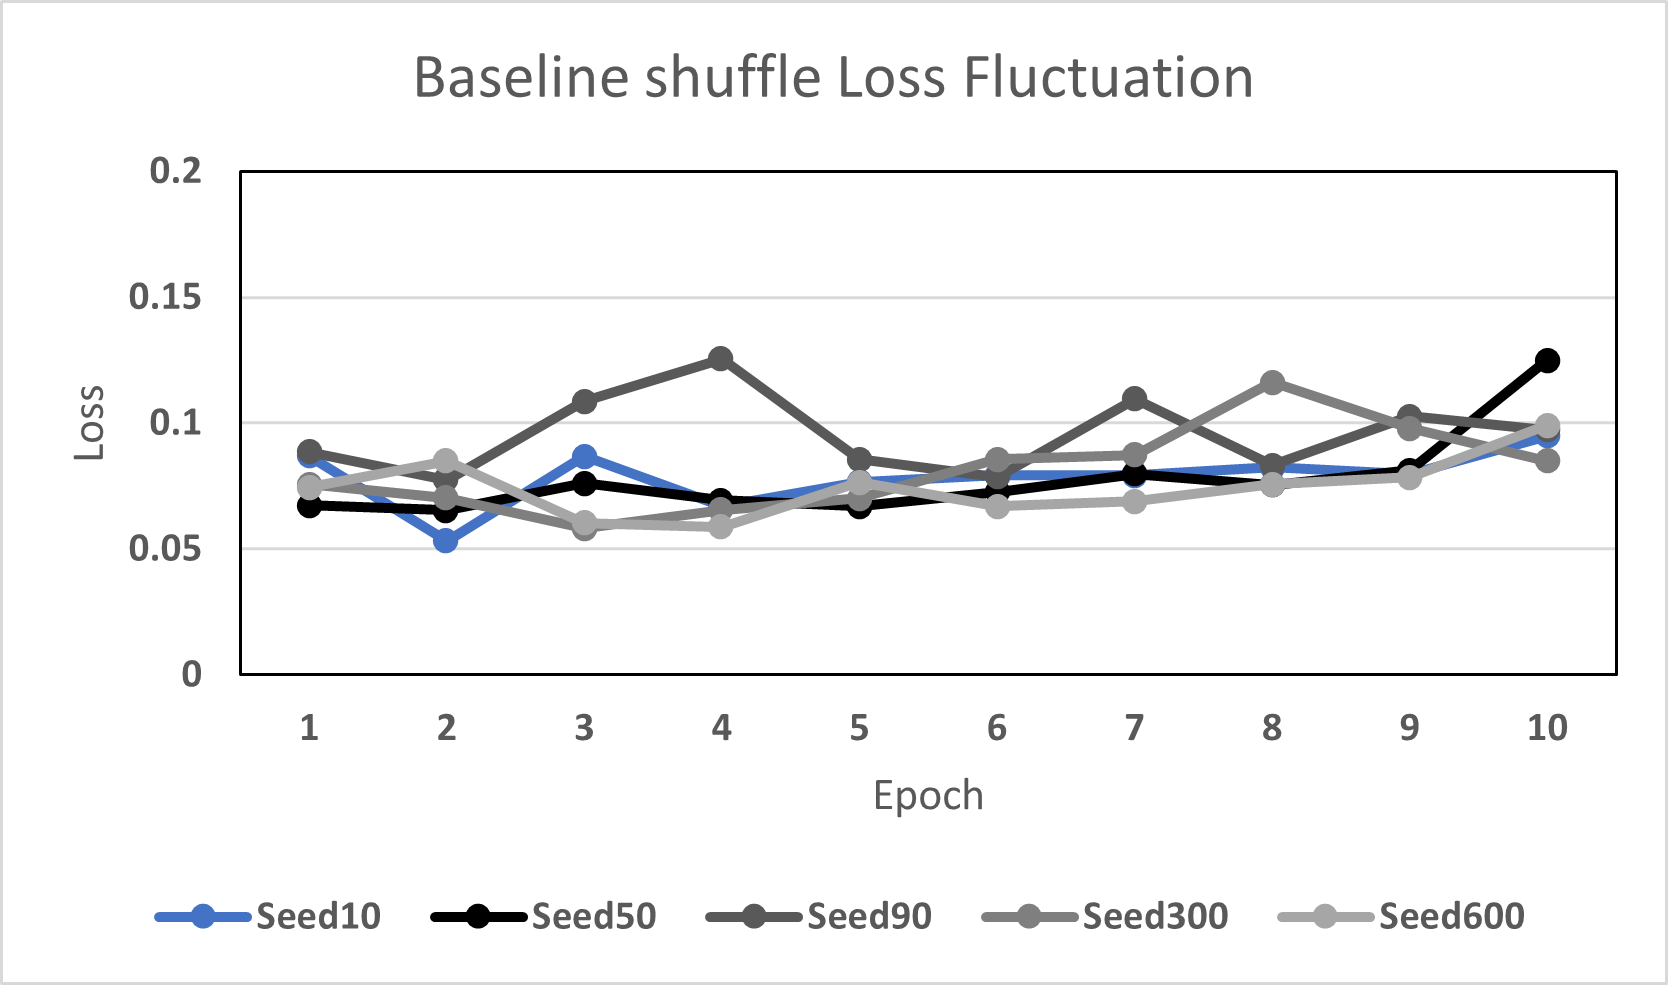 Baseline shuffle Loss Fluctuation
0.2
0.15
0.1
0.05
0
Loss
1 2 3 4 5 6 7 8 9 10
Epoch
Seed10 Seed50 Seed90 Seed300 Seed600